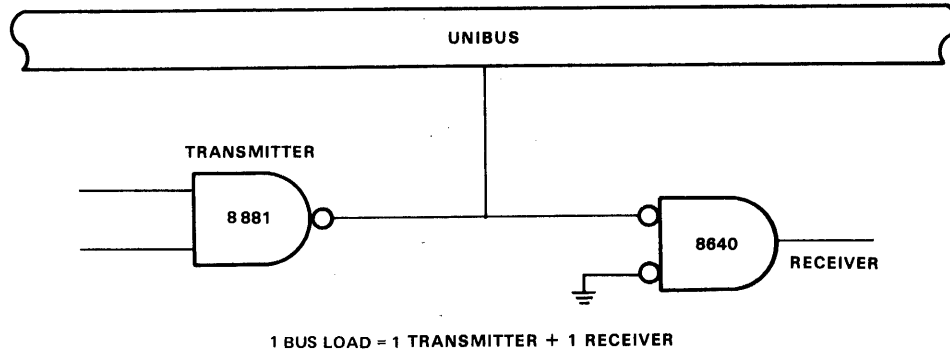 UNIBUS
TRANSMITTER
8881
8640
RECEIVER
1 BUS LOAD = 1 TRANSMITTER + 1 RECEIVER